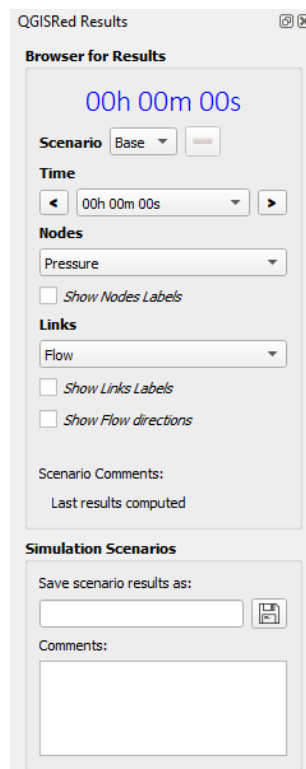 QGISRed Results
Browser for Results
00h 00m 00s
Scenario Base
Time
< 00h 00m 00s >
Nodes
Pressure
Show Nodes Labels
Links
Flow
Show Links Labels
Show Flow directions
Scenario Comments:
Last results computed
Simulation Scenarios
Save scenario results as:
Comments: